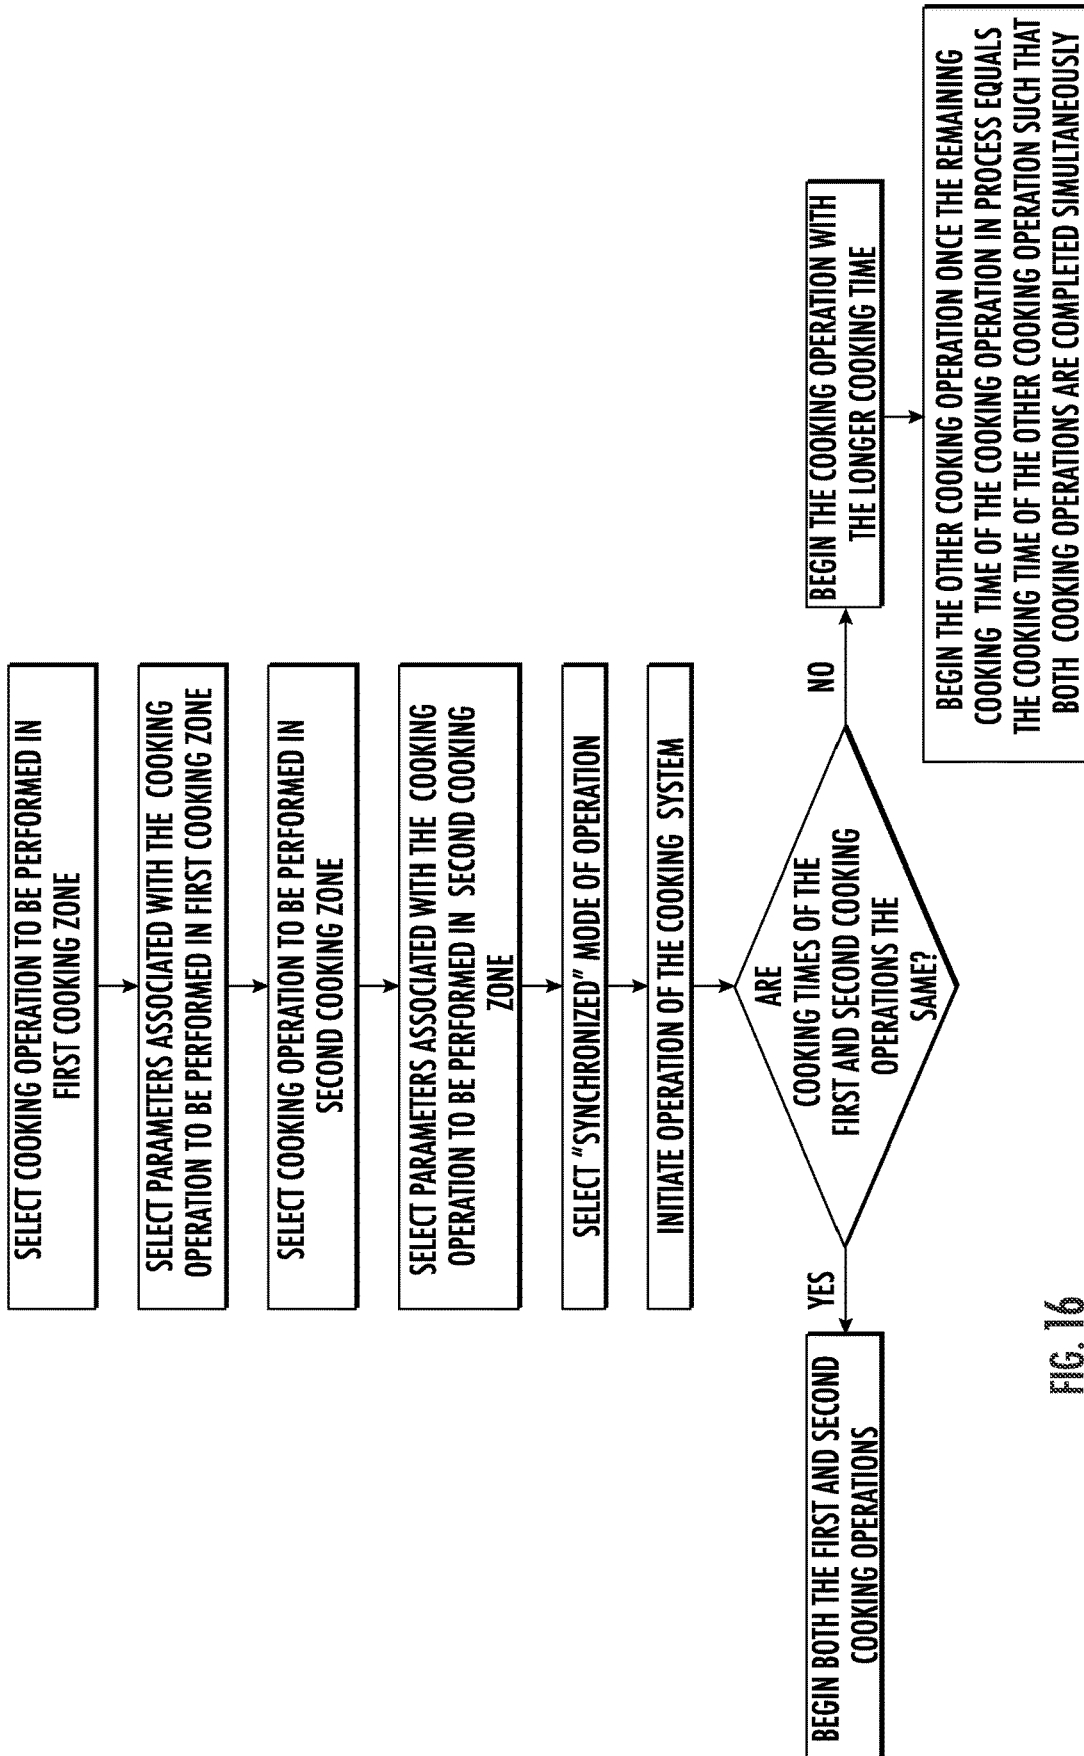 SELECT COOKING OPERATION TO BE PERFORMED IN
FIRST COOKING ZONE
SELECT PARAMETERS ASSOCIATED WITH THE COOKING
OPERATION TO BE PERFORMED IN FIRST COOKING ZONE
SELECT COOKING OPERATION TO BE PERFORMED IN
SECOND COOKING ZONE
SELECT PARAMETERS ASSOCIATED WITH THE COOKING
OPERATION TO BE PERFORMED IN SECOND COOKING
ZONE
SELECT "SYNCHRONIZED" MODE OF OPERATION
INITIATE OPERATION OF THE COOKING SYSTEM
ARE
COOKING TIMES OF THE
FIRST AND SECOND COOKING
OPERATIONS THE
SAME?
YES
NO
BEGIN BOTH THE FIRST AND SECOND
COOKING OPERATIONS
BEGIN THE COOKING OPERATION WITH
THE LONGER COOKING TIME
BEGIN THE OTHER COOKING OPERATION ONCE THE REMAINING
COOKING TIME OF THE COOKING OPERATION IN PROCESS EQUALS
THE COOKING TIME OF THE OTHER COOKING OPERATION SUCH THAT
BOTH COOKING OPERATIONS ARE COMPLETED SIMULTANEOUSLY
FIG. 16